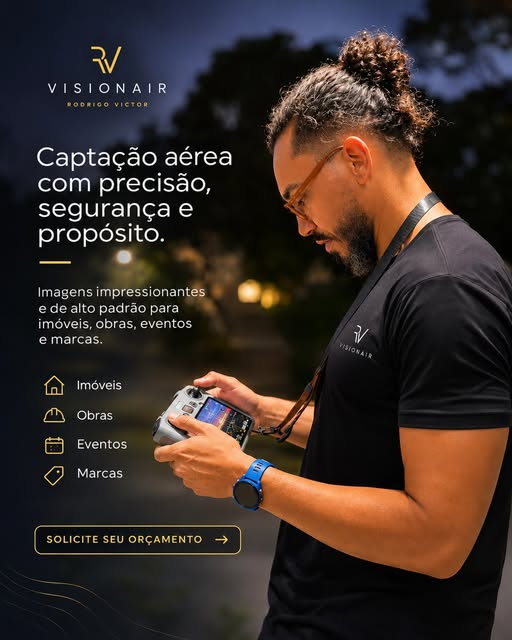 RV
VISIONAIR
RODRIGO VICTOR
Captação aérea
com precisão,
segurança e
propósito.
Imagens impressionantes
e de alto padrão para
imóveis, obras, eventos
e marcas.
Imóveis
Obras
Eventos
Marcas
SOLICITE SEU ORÇAMENTO →
RV
VISIONAIR